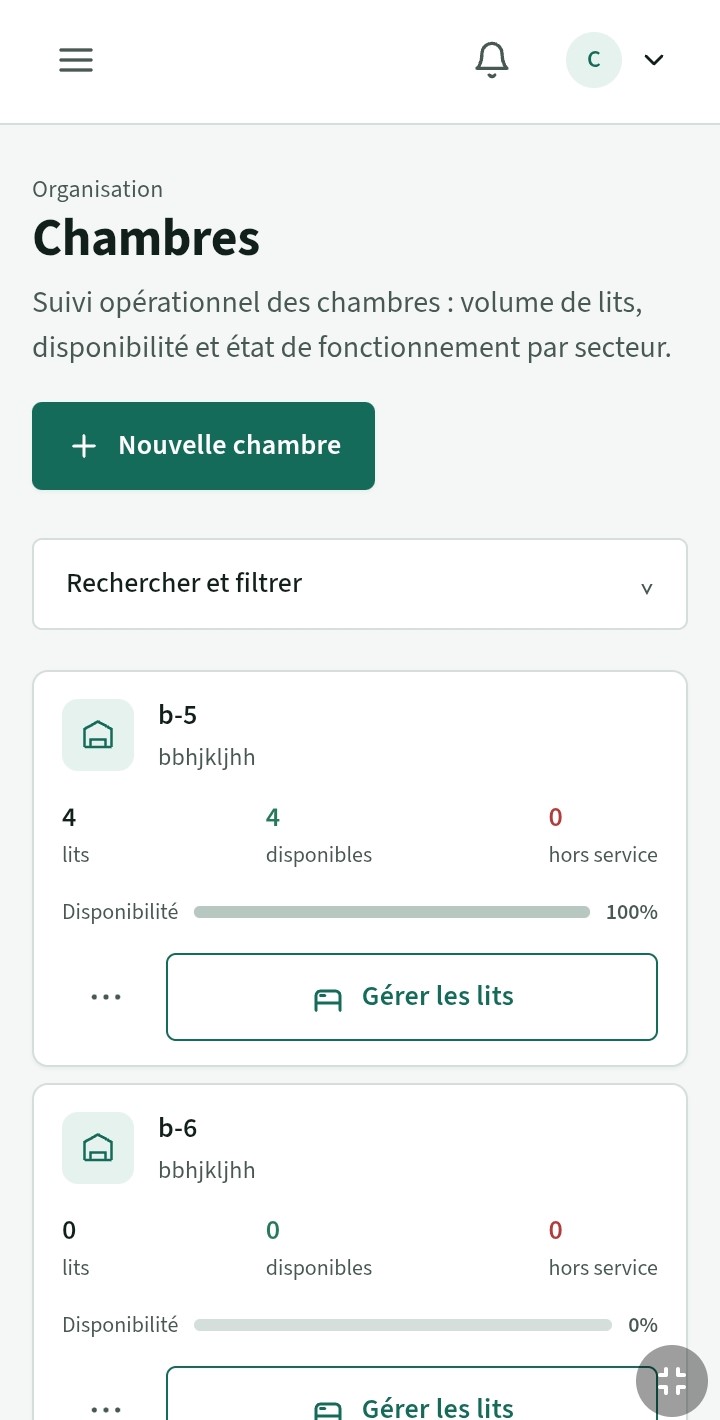 C
Organisation
Chambres
Suivi opérationnel des chambres : volume de lits,
disponibilité et état de fonctionnement par secteur.
Nouvelle chambre
Rechercher et filtrer
b-5
bbhjkljhh
4 4 0
lits disponibles hors service
Disponibilité 100%
... Gérer les lits
b-6
bbhjkljhh
0 0 0
lits disponibles hors service
Disponibilité 0%
... Gérer les lits